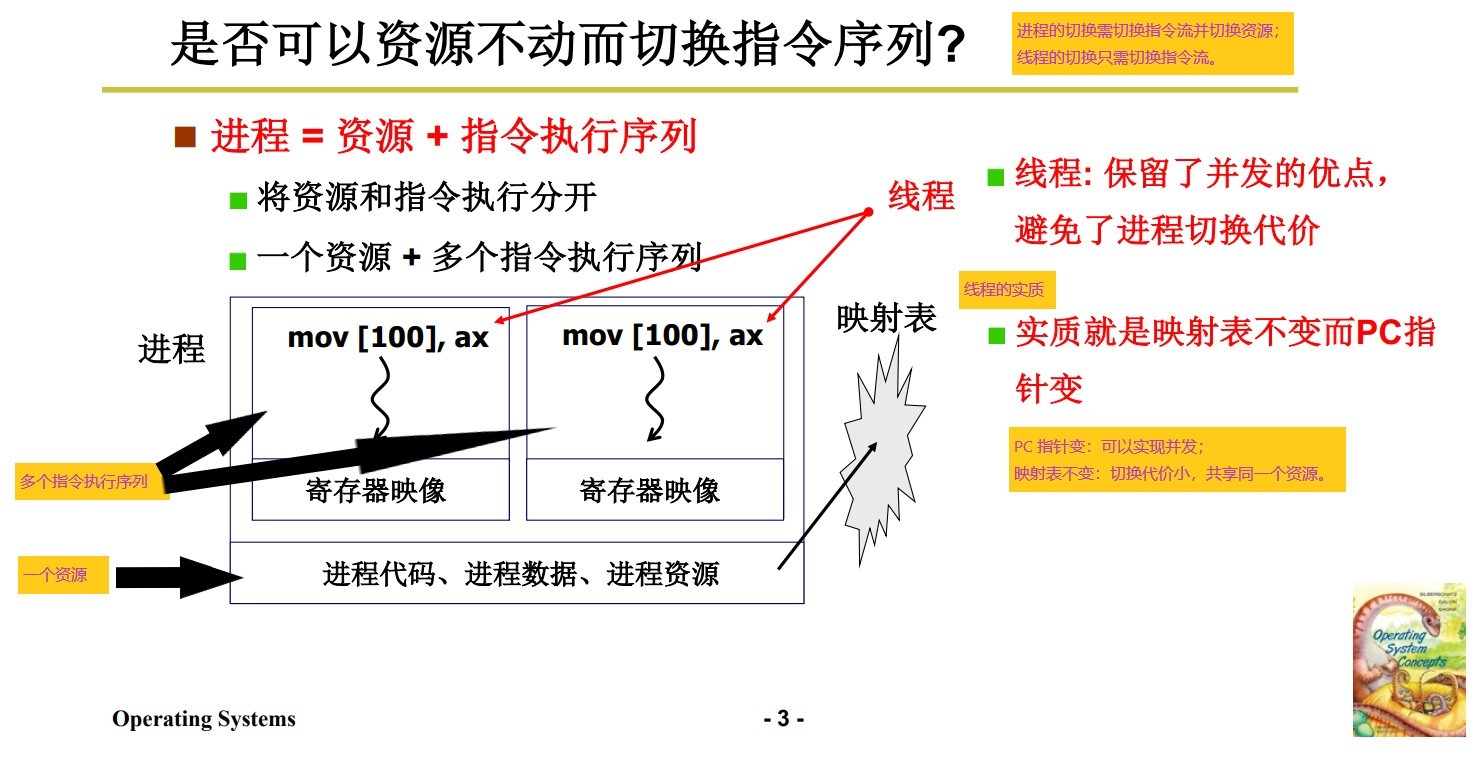 是否可以资源不动而切换指令序列?
进程的切换需切换指令流并切换资源；
线程的切换只需切换指令流。
进程 = 资源 + 指令执行序列
将资源和指令执行分开
一个资源 + 多个指令执行序列
线程
线程: 保留了并发的优点，
避免了进程切换代价
线程的实质
实质就是映射表不变而PC指
针变
PC 指针变：可以实现并发；
映射表不变：切换代价小，共享同一个资源。
进程
mov [100], ax
mov [100], ax
映射表
多个指令执行序列
寄存器映像
寄存器映像
一个资源
进程代码、进程数据、进程资源
SILBERSCHATZ
GALVIN
GAGNE
Operating
System
Concepts
Operating Systems
- 3 -